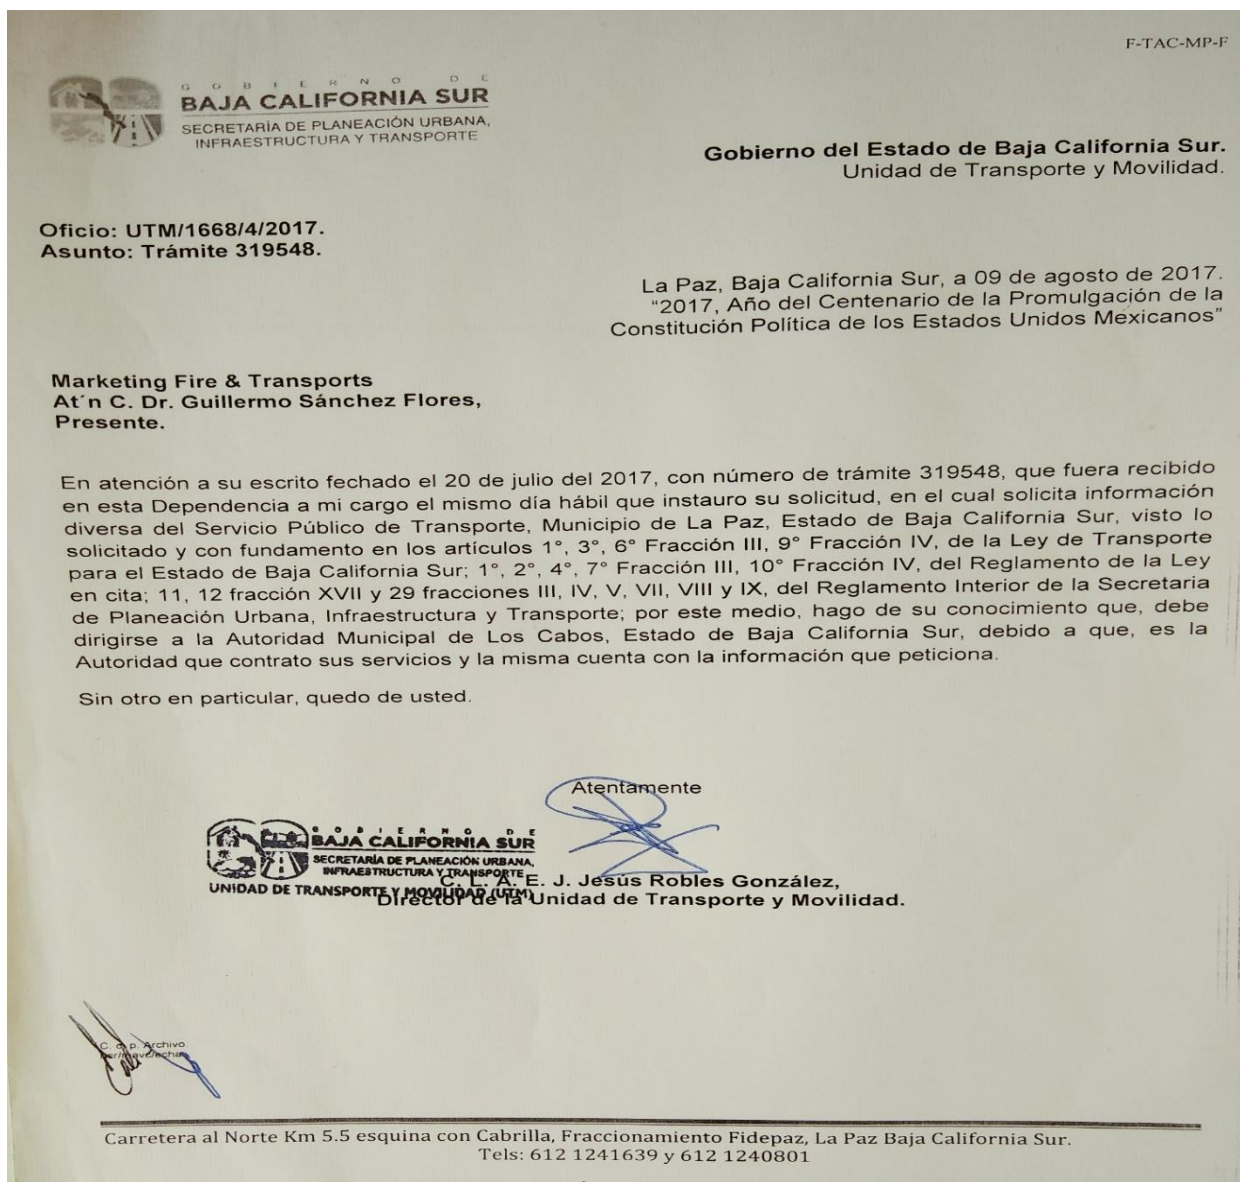 F-TAC-MP-F
GOBIERNO DE
BAJA CALIFORNIA SUR
SECRETARÍA DE PLANEACIÓN URBANA,
INFRAESTRUCTURA Y TRANSPORTE
Gobierno del Estado de Baja California Sur.
Unidad de Transporte y Movilidad.
Oficio: UTM/1668/4/2017.
Asunto: Trámite 319548.
La Paz, Baja California Sur, a 09 de agosto de 2017.
“2017, Año del Centenario de la Promulgación de la
Constitución Política de los Estados Unidos Mexicanos”
Marketing Fire & Transports
At´n C. Dr. Guillermo Sánchez Flores,
Presente.
En atención a su escrito fechado el 20 de julio del 2017, con número de trámite 319548, que fuera recibido
en esta Dependencia a mi cargo el mismo día hábil que instauro su solicitud, en el cual solicita información
diversa del Servicio Público de Transporte, Municipio de La Paz, Estado de Baja California Sur, visto lo
solicitado y con fundamento en los artículos 1°, 3°, 6° Fracción III, 9° Fracción IV, de la Ley de Transporte
para el Estado de Baja California Sur; 1°, 2°, 4°, 7° Fracción III, 10° Fracción IV, del Reglamento de la Ley
en cita; 11, 12 fracción XVII y 29 fracciones III, IV, V, VII, VIII y IX, del Reglamento Interior de la Secretaria
de Planeación Urbana, Infraestructura y Transporte; por este medio, hago de su conocimiento que, debe
dirigirse a la Autoridad Municipal de Los Cabos, Estado de Baja California Sur, debido a que, es la
Autoridad que contrato sus servicios y la misma cuenta con la información que peticiona.
Sin otro en particular, quedo de usted.
Atentamente
GOBIERNO DE
BAJA CALIFORNIA SUR
SECRETARÍA DE PLANEACIÓN URBANA,
INFRAESTRUCTURA Y TRANSPORTE
UNIDAD DE TRANSPORTE Y MOVILIDAD (UTM)
C. L. A. E. J. Jesús Robles González,
Director de la Unidad de Transporte y Movilidad.
C. c. p. Archivo.
Carretera al Norte Km 5.5 esquina con Cabrilla, Fraccionamiento Fidepaz, La Paz Baja California Sur.
Tels: 612 1241639 y 612 1240801